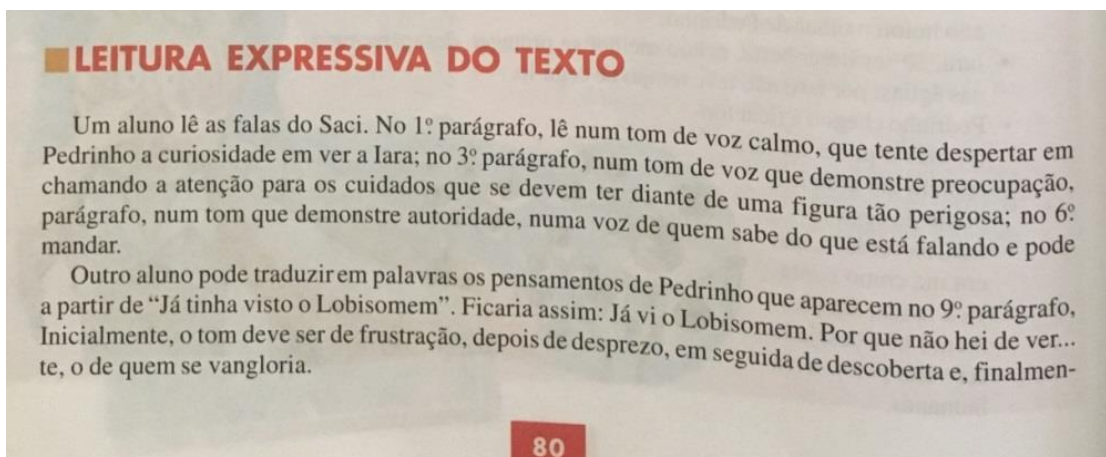 LEITURA EXPRESSIVA DO TEXTO
Um aluno lê as falas do Saci. No 1º parágrafo, lê num tom de voz calmo, que tente despertar em
Pedrinho a curiosidade em ver a Iara; no 3º parágrafo, num tom de voz que demonstre preocupação,
chamando a atenção para os cuidados que se devem ter diante de uma figura tão perigosa; no 6º
parágrafo, num tom que demonstre autoridade, numa voz de quem sabe do que está falando e pode
mandar.
Outro aluno pode traduzir em palavras os pensamentos de Pedrinho que aparecem no 9º parágrafo,
a partir de “Já tinha visto o Lobisomem”. Ficaria assim: Já vi o Lobisomem. Por que não hei de ver...
Inicialmente, o tom deve ser de frustração, depois de desprezo, em seguida de descoberta e, finalmen-
te, o de quem se vangloria.
80